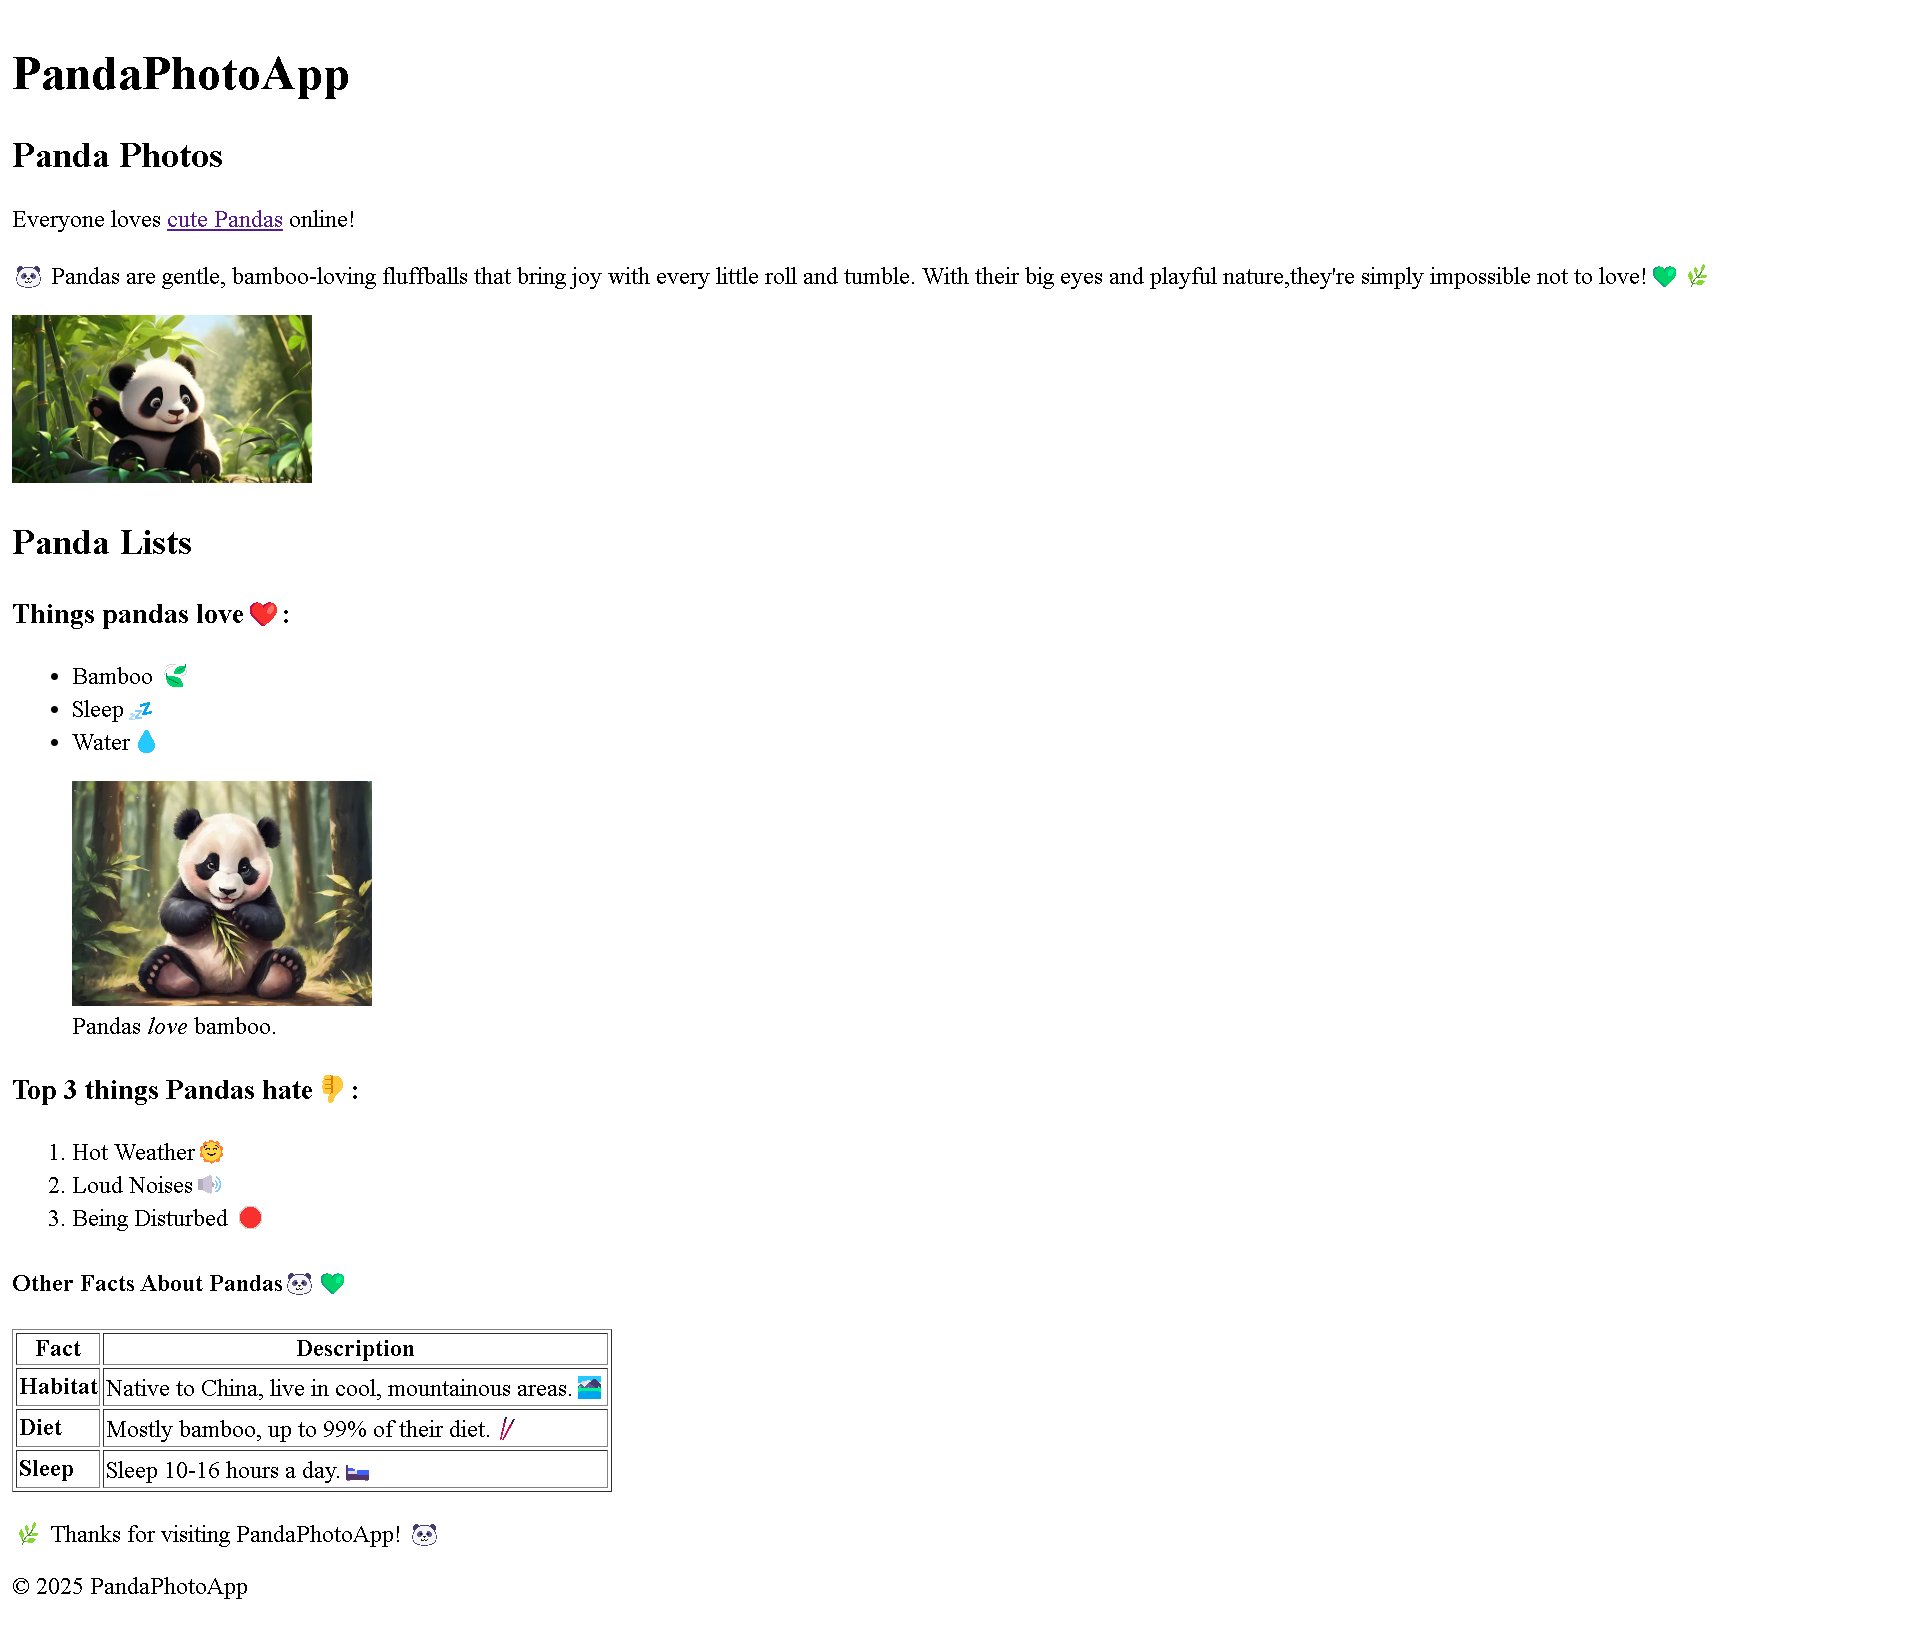 PandaPhotoApp
Panda Photos
Everyone loves cute Pandas online!
🐼 Pandas are gentle, bamboo-loving fluffballs that bring joy with every little roll and tumble. With their big eyes and playful nature,they're simply impossible not to love! 💚 🌿
Panda Lists
Things pandas love ❤️ :
• Bamboo 🍃
• Sleep 💤
• Water 💧
Pandas love bamboo.
Top 3 things Pandas hate 👎 :
1. Hot Weather 🌞
2. Loud Noises 🔊
3. Being Disturbed 🛑
Other Facts About Pandas 🐼 💚
Fact Description
Habitat Native to China, live in cool, mountainous areas. 🏞️
Diet Mostly bamboo, up to 99% of their diet. 🥢
Sleep Sleep 10-16 hours a day. 🛏️
🌿 Thanks for visiting PandaPhotoApp! 🐼
© 2025 PandaPhotoApp